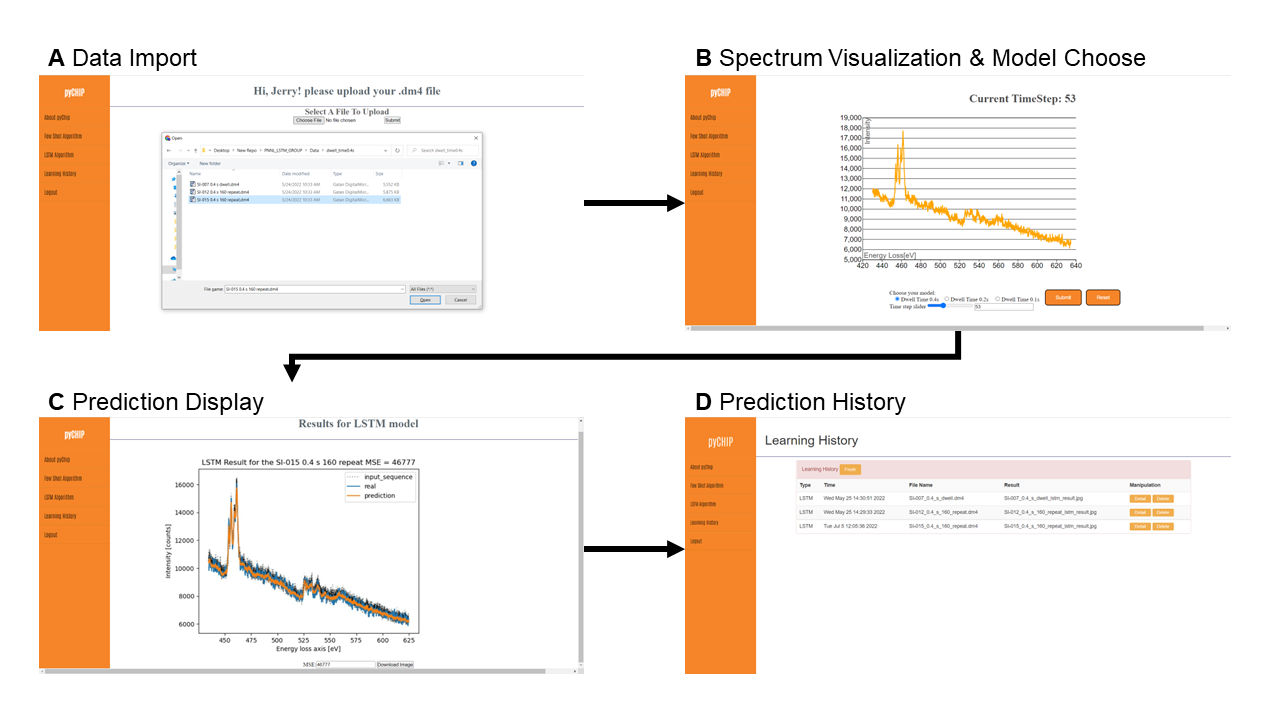 A Data Import
pyCHIP
About pyChip
Few Shot Algorithm
LSTM Algorithm
Learning History
Logout
Hi, Jerry! please upload your .dm4 file
Select A File To Upload
Choose File No file chosen Submit
Open
Desktop > New Repo > PNNL_LSTM_GROUP > Data > dwell_time0.4s
Search dwell_time0.4s
Organize New folder
Name Date modified Type Size
SI-007 0.4 s dwell.dm4 5/24/2022 10:33 AM Gatan DigitalMicr... 5,552 KB
SI-012 0.4 s x 160 repeat.dm4 5/24/2022 10:33 AM Gatan DigitalMicr... 5,875 KB
SI-015 0.4 s x 160 repeat.dm4 5/24/2022 10:33 AM Gatan DigitalMicr...
File name: SI-015 0.4 s x 160 repeat.dm4 All Files (*.*)
Open Cancel
B Spectrum Visualization & Model Choose
pyCHIP
About pyChip
Few Shot Algorithm
LSTM Algorithm
Learning History
Logout
Current TimeStep: 53
Intensity
19,000
18,000
17,000
16,000
15,000
14,000
13,000
12,000
11,000
10,000
9,000
8,000
7,000
6,000
5,000
Energy Loss[eV]
420 440 460 480 500 520 540 560 580 600 620 640
Choose your model:
Dwell Time 0.4s Dwell Time 0.2s Dwell Time 0.1s
Time step slider 53
Submit Reset
C Prediction Display
pyCHIP
About pyChip
Few Shot Algorithm
LSTM Algorithm
Learning History
Logout
Results for LSTM model
LSTM Result for the SI-015 0.4 s 160 repeat MSE = 46777
input_sequence
real
prediction
Intensity [counts]
16000
14000
12000
10000
8000
6000
450 475 500 525 550 575 600 625
Energy loss axis [eV]
MSE: 46777 Download Image
D Prediction History
pyCHIP
About pyChip
Few Shot Algorithm
LSTM Algorithm
Learning History
Logout
Learning History
Learning History Fresh
Type Time File Name Result Manipulation
LSTM Wed May 25 14:30:51 2022 SI-007_0.4_s_dwell.dm4 SI-007_0.4_s_dwell_lstm_result.jpg Detail Delete
LSTM Wed May 25 14:29:33 2022 SI-012_0.4_s_160_repeat.dm4 SI-012_0.4_s_160_repeat_lstm_result.jpg Detail Delete
LSTM Tue Jul 5 12:05:36 2022 SI-015_0.4_s_160_repeat.dm4 SI-015_0.4_s_160_repeat_lstm_result.jpg Detail Delete